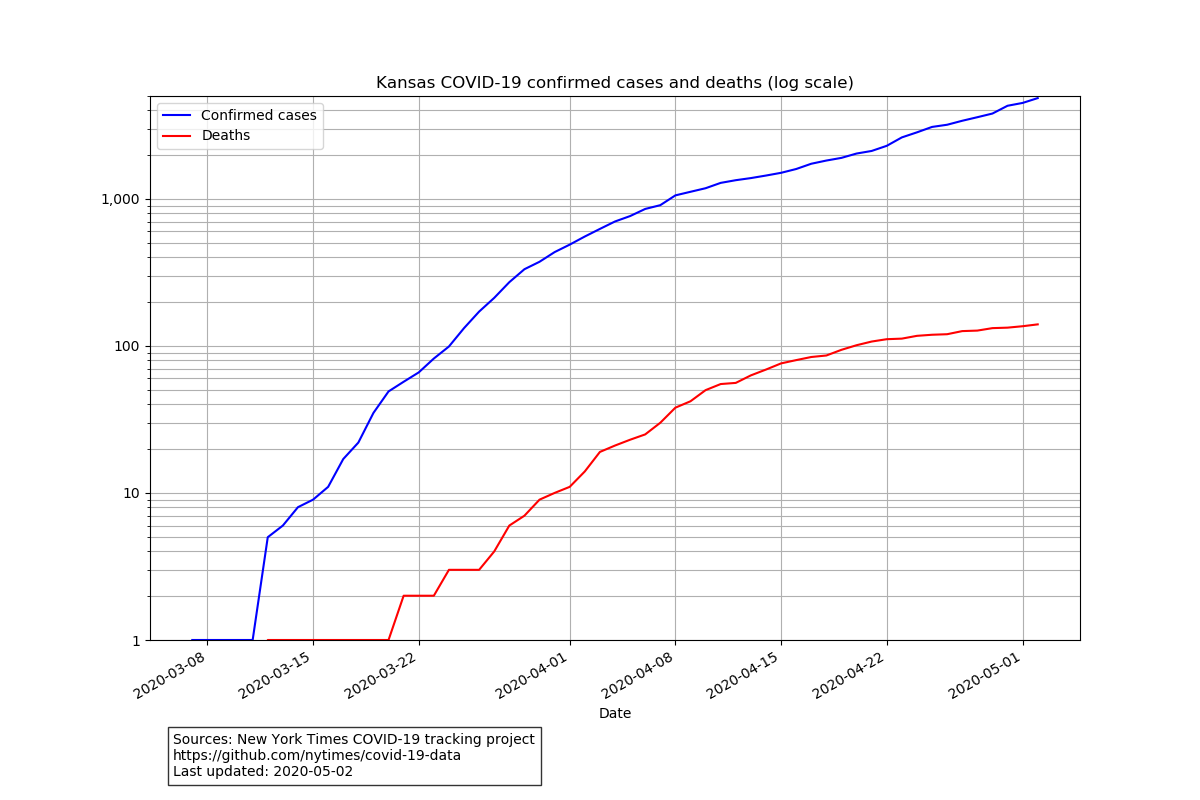 Kansas COVID-19 confirmed cases and deaths (log scale)
Confirmed cases
Deaths
1,000
100
10
1
2020-03-08
2020-03-15
2020-03-22
2020-04-01
2020-04-08
2020-04-15
2020-04-22
2020-05-01
Date
Sources: New York Times COVID-19 tracking project
https://github.com/nytimes/covid-19-data
Last updated: 2020-05-02